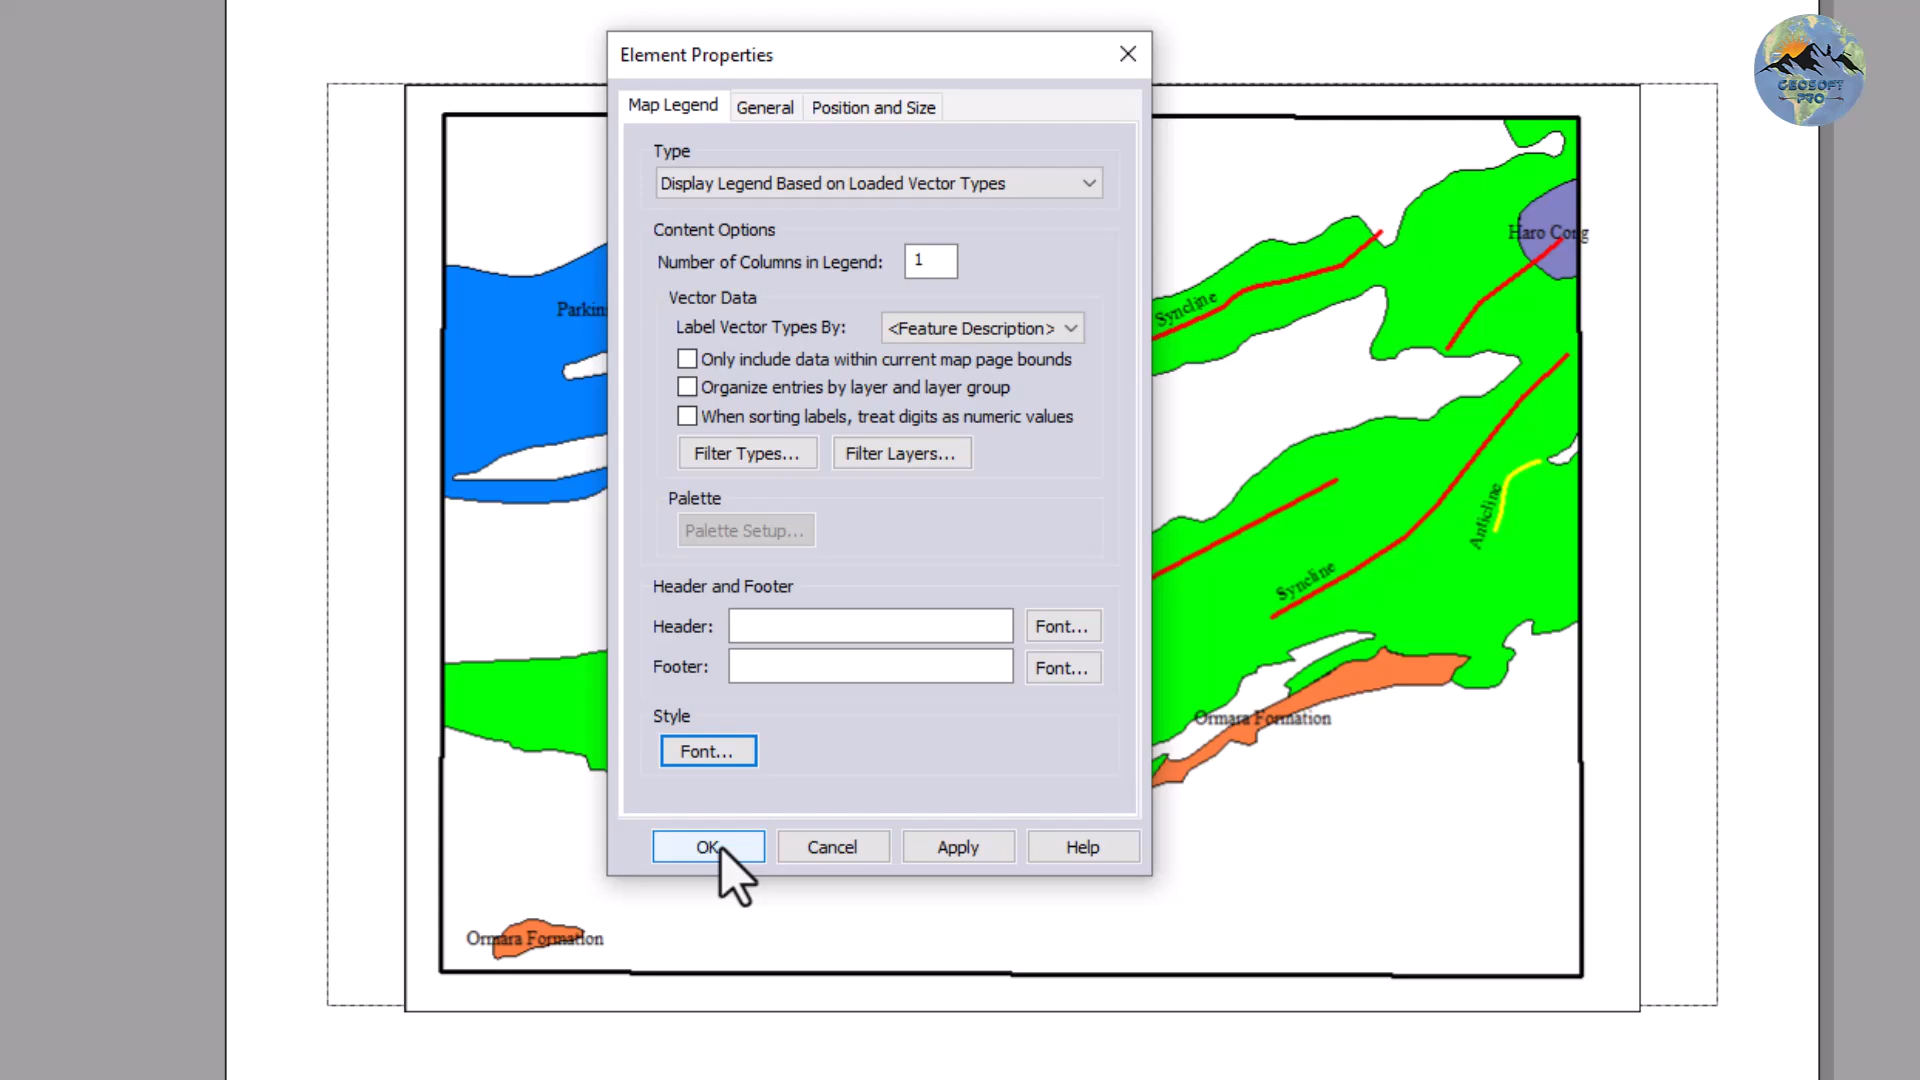 Element Properties
GEOSOFT
PRO
Map Legend General Position and Size
Type
Display Legend Based on Loaded Vector Types
Content Options
Number of Columns in Legend: 1
Vector Data
Label Vector Types By: <Feature Description>
Only include data within current map page bounds
Organize entries by layer and layer group
When sorting labels, treat digits as numeric values
Filter Types... Filter Layers...
Palette
Palette Setup...
Header and Footer
Header: Font...
Footer: Font...
Style
Font...
OK Cancel Apply Help
Haro Cong
Syncline
Anticline
Syncline
Ormara Formation
Ormara Formation